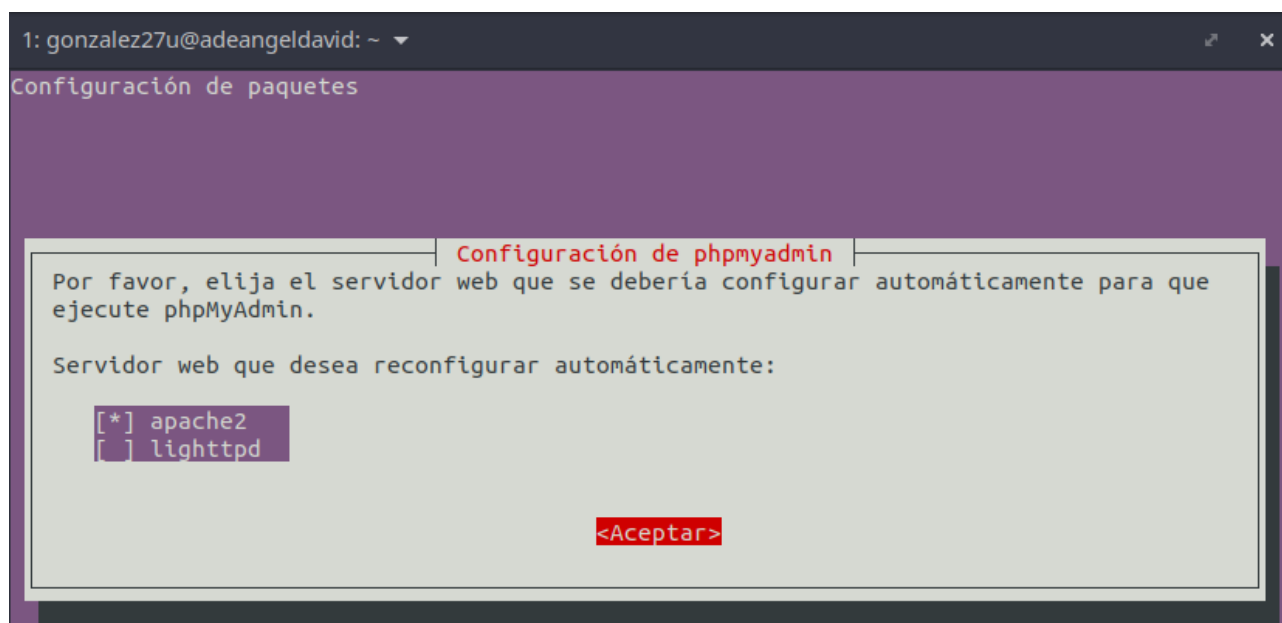 1: gonzalez27u@adeangeldavid: ~
Configuración de paquetes
Configuración de phpmyadmin
Por favor, elija el servidor web que se debería configurar automáticamente para que
ejecute phpMyAdmin.
Servidor web que desea reconfigurar automáticamente:
[*] apache2
[ ] lighttpd
<Aceptar>